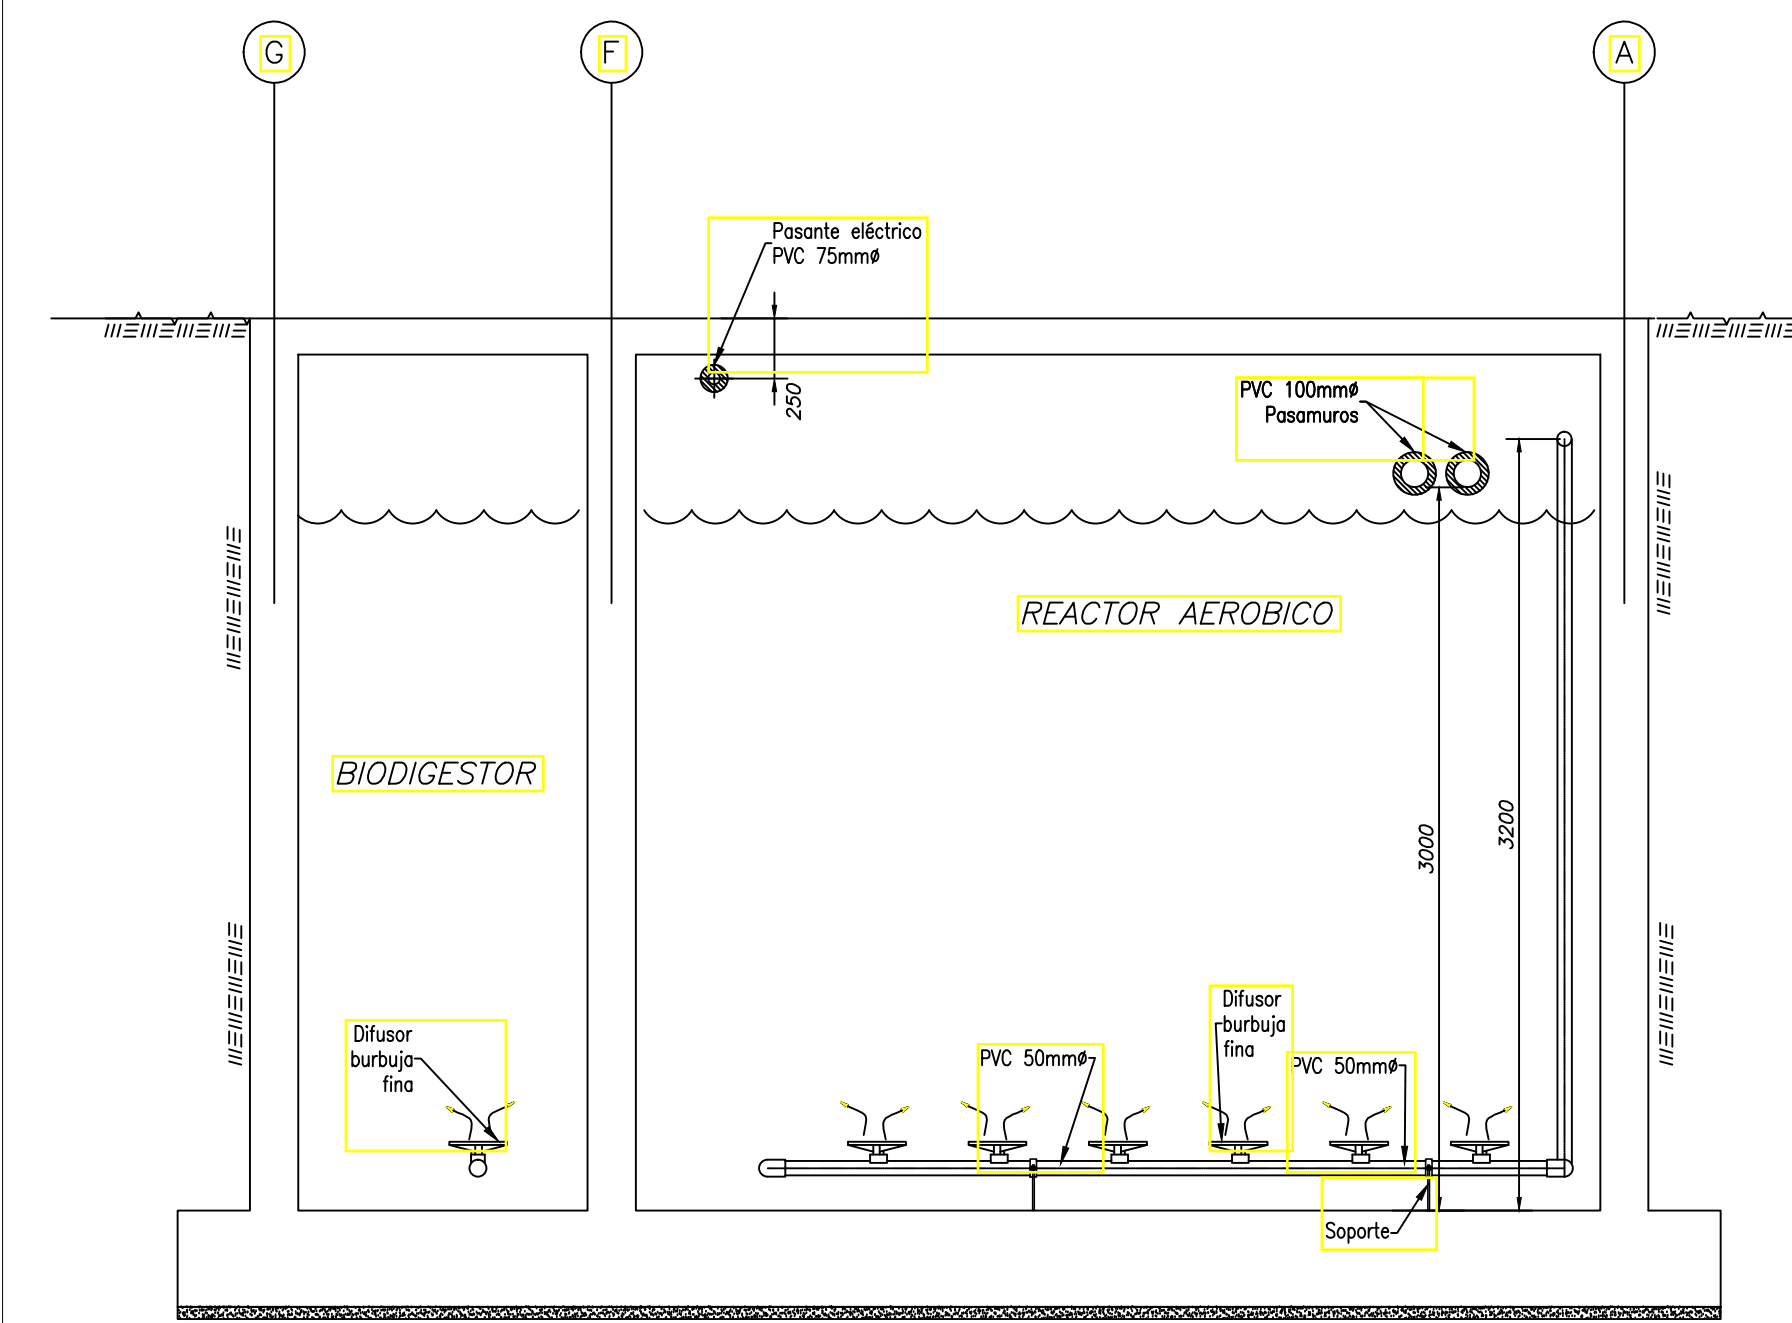 G
F
A
Pasante eléctrico
PVC 75mmø
250
PVC 100mmø
Pasamuros
REACTOR AEROBICO
BIODIGESTOR
3000
3200
Difusor
burbuja
fina
PVC 50mmø
Difusor
burbuja
fina
PVC 50mmø
Soporte